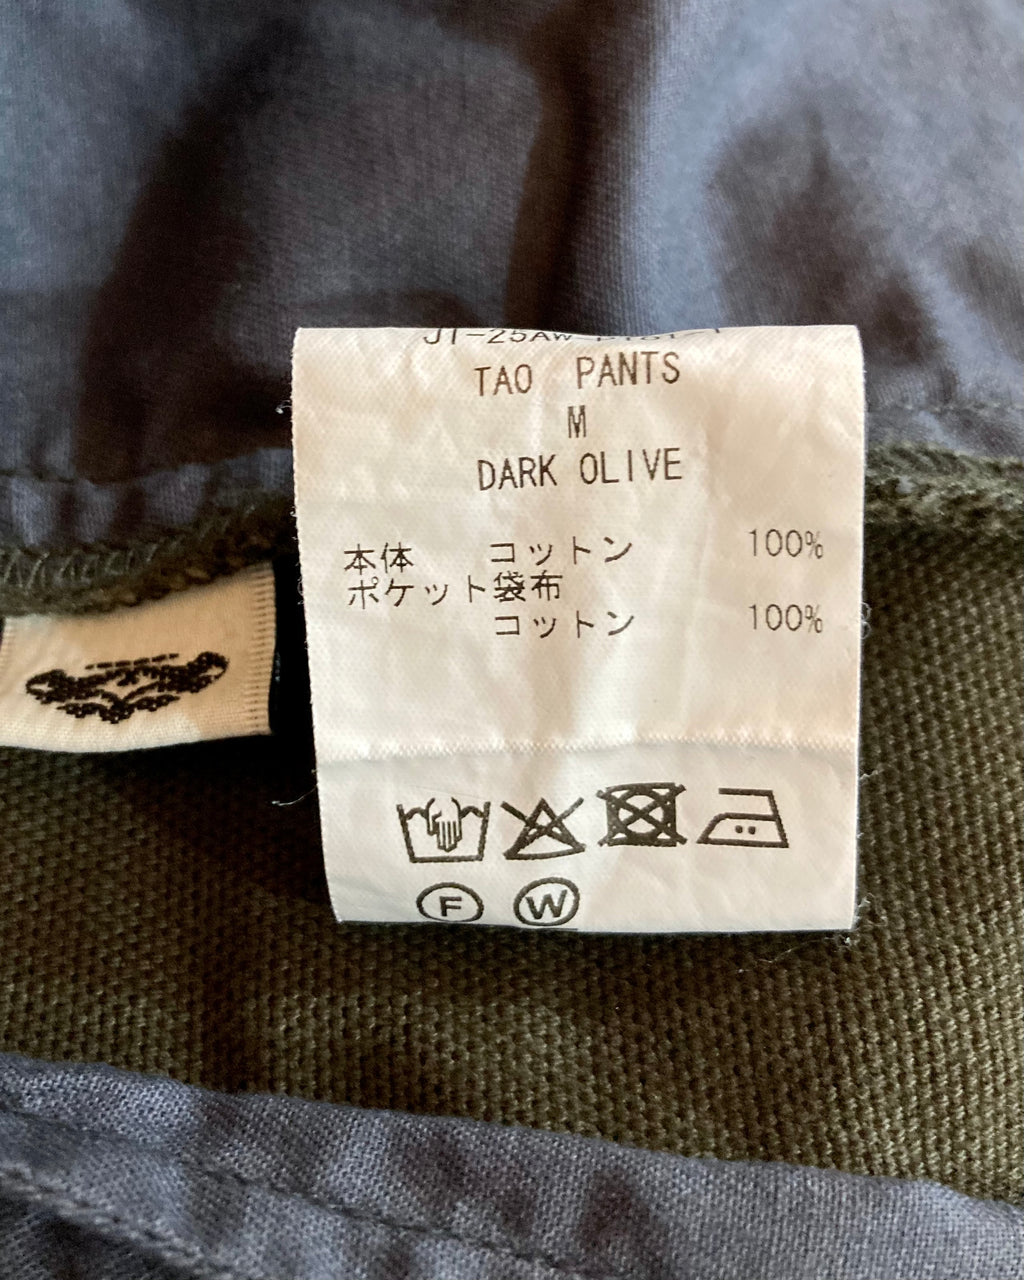 TAO PANTS
M
DARK OLIVE
本体 コットン 100%
ポケット袋布
コットン 100%
F W